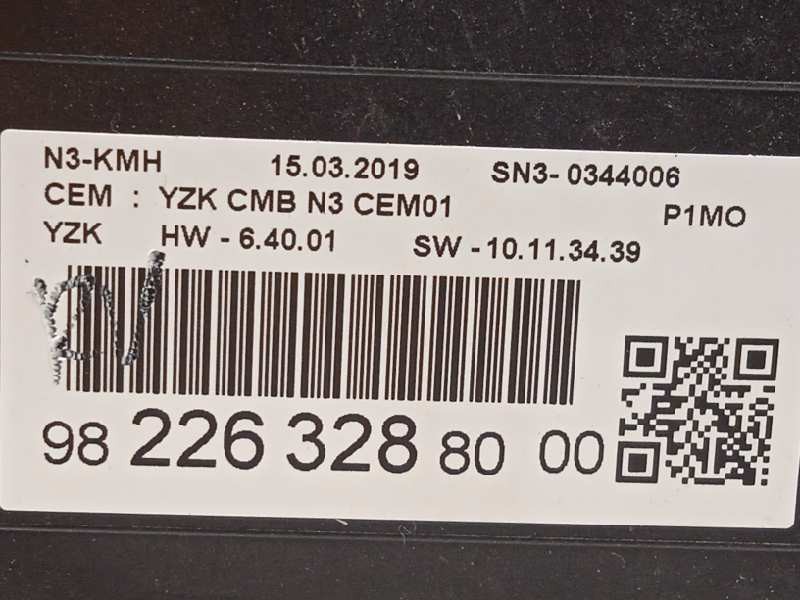 N3-KMH 15.03.2019 SN3- 0344006
CEM : YZK CMB N3 CEM01 P1MO
YZK HW - 6.40.01 SW - 10.11.34.39
98 226 328 80 00